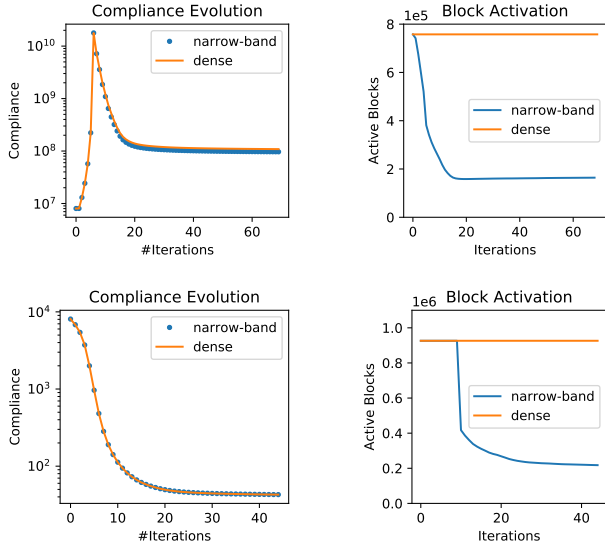 Compliance Evolution
Compliance
10^10
10^9
10^8
10^7
narrow-band
dense
0 20 40 60
#Iterations
Block Activation
1e5
Active Blocks
8
6
4
2
0
narrow-band
dense
0 20 40 60
Iterations
Compliance Evolution
Compliance
10^4
10^3
10^2
narrow-band
dense
0 10 20 30 40
#Iterations
Block Activation
1e6
Active Blocks
1.0
0.8
0.6
0.4
0.2
0.0
narrow-band
dense
0 20 40
Iterations